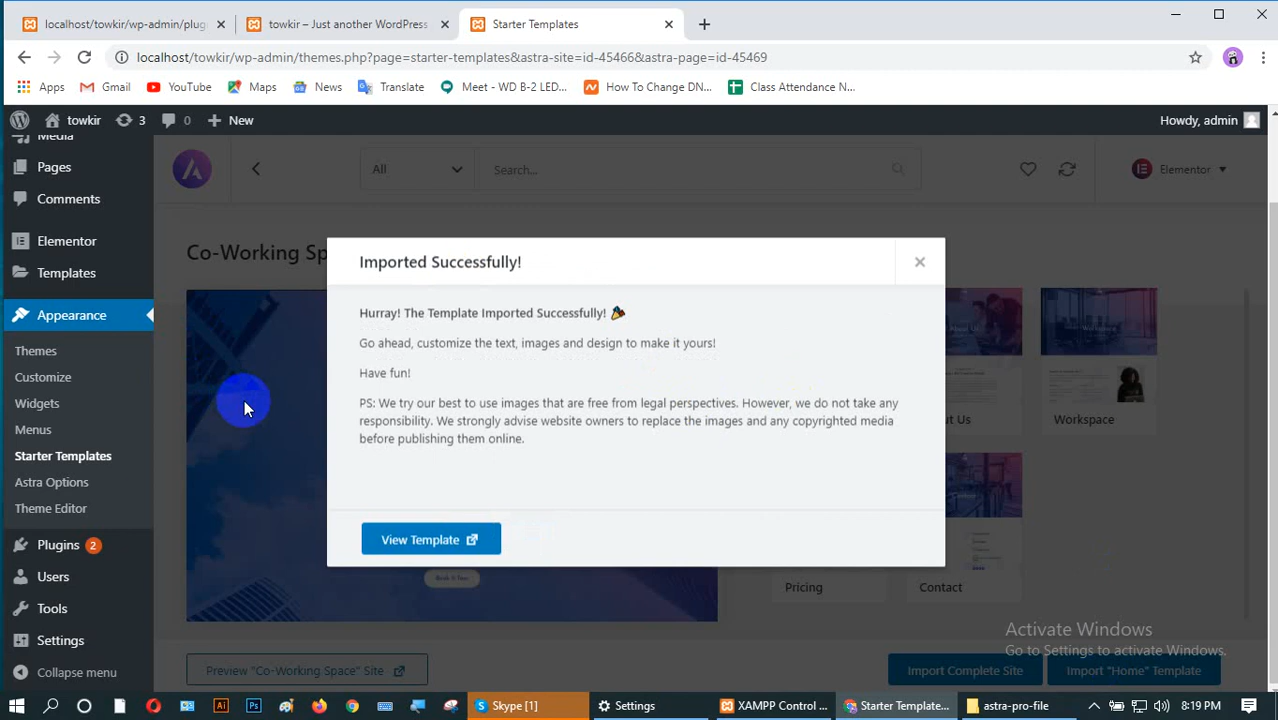 localhost/towkir/wp-admin/plug
towkir – Just another WordPress
Starter Templates
localhost/towkir/wp-admin/themes.php?page=starter-templates&astra-site=id-45466&astra-page=id-45469
Apps
Gmail
YouTube
Maps
News
Translate
Meet - WD B-2 LED...
How To Change DN...
Class Attendance N...
towkir
3
0
New
Howdy, admin
Media
Pages
Comments
Elementor
Templates
Appearance
Themes
Customize
Widgets
Menus
Starter Templates
Astra Options
Theme Editor
Plugins 2
Users
Tools
Settings
Collapse menu
All
Search...
Elementor
Co-Working Sp
Imported Successfully!
Hurray! The Template Imported Successfully!
Go ahead, customize the text, images and design to make it yours!
Have fun!
PS: We try our best to use images that are free from legal perspectives. However, we do not take any
responsibility. We strongly advise website owners to replace the images and any copyrighted media
before publishing them online.
View Template
Workspace
Workspace
out Us
Pricing
Contact
Contact
Book A Tour
Preview "Co-Working Space" Site
Import Complete Site
Import "Home" Template
Activate Windows
Go to Settings to activate Windows.
Ai
Ps
Skype [1]
Settings
XAMPP Control ...
Starter Template...
astra-pro-file
8:19 PM